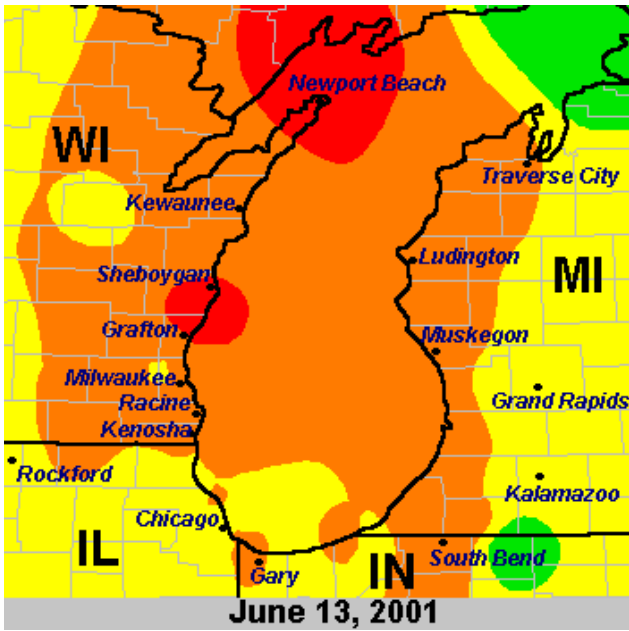 Newport Beach
WI
Traverse City
Kewaunee
Ludington
Sheboygan
MI
Grafton
Muskegon
Milwaukee
Grand Rapids
Racine
Kenosha
Rockford
Kalamazoo
Chicago
IL
South Bend
Gary
IN
June 13, 2001